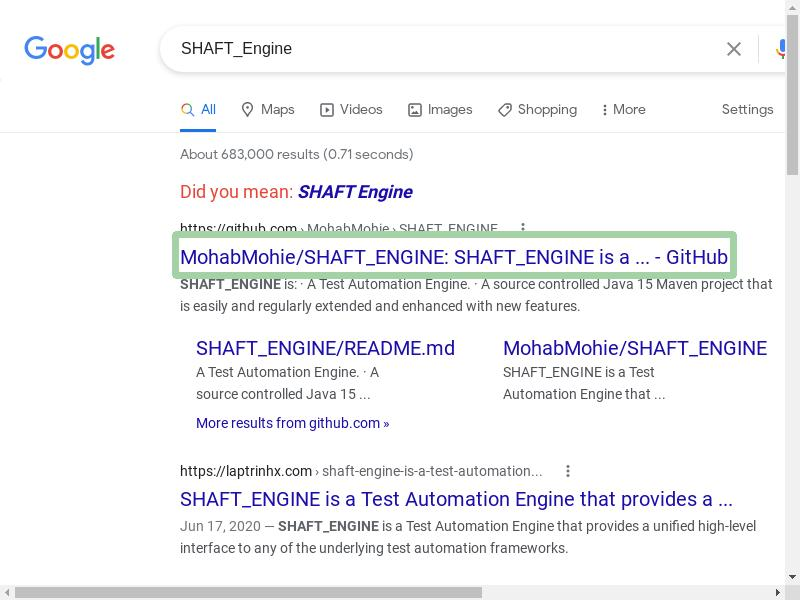 Google
SHAFT_Engine
All Maps Videos Images Shopping More Settings
About 683,000 results (0.71 seconds)
Did you mean: SHAFT Engine
https://github.com › MohabMohie › SHAFT_ENGINE
MohabMohie/SHAFT_ENGINE: SHAFT_ENGINE is a ... - GitHub
SHAFT_ENGINE is: · A Test Automation Engine. · A source controlled Java 15 Maven project that
is easily and regularly extended and enhanced with new features.
SHAFT_ENGINE/README.md MohabMohie/SHAFT_ENGINE
A Test Automation Engine. · A SHAFT_ENGINE is a Test
source controlled Java 15 ... Automation Engine that ...
More results from github.com »
https://laptrinhx.com › shaft-engine-is-a-test-automation...
SHAFT_ENGINE is a Test Automation Engine that provides a ...
Jun 17, 2020 — SHAFT_ENGINE is a Test Automation Engine that provides a unified high-level
interface to any of the underlying test automation frameworks.